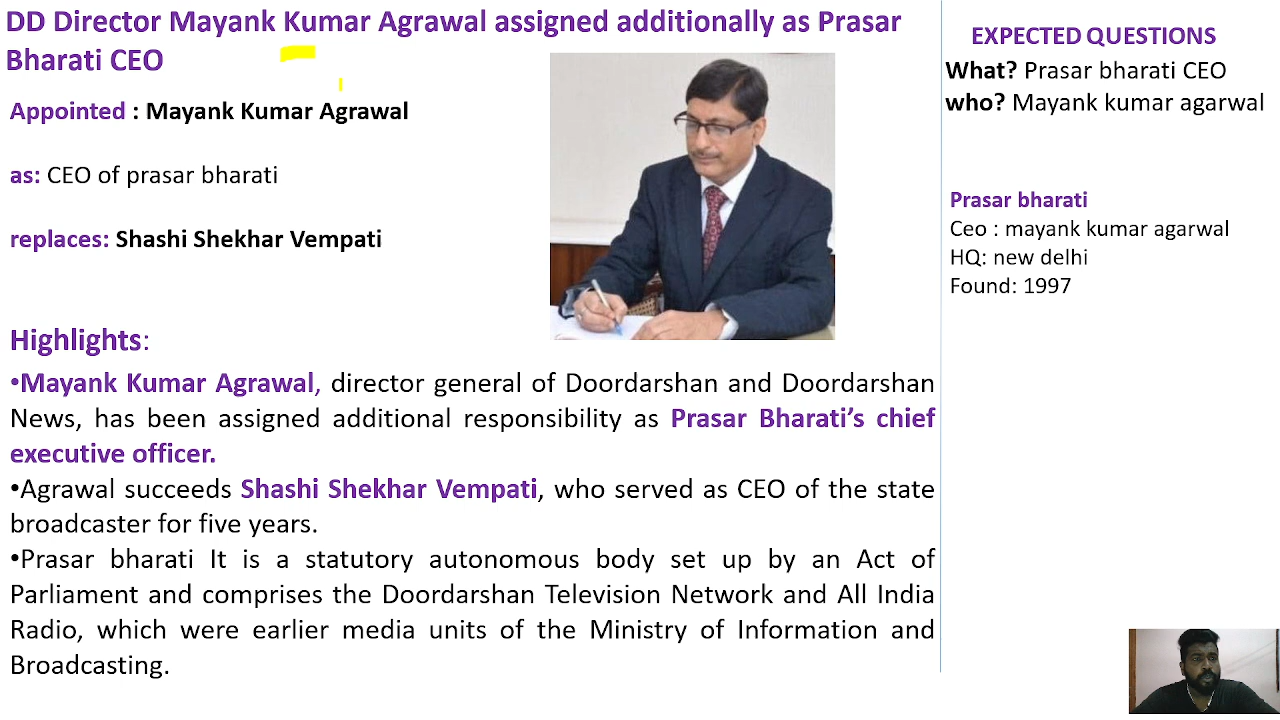 DD Director Mayank Kumar Agrawal assigned additionally as Prasar
Bharati CEO
Appointed : Mayank Kumar Agrawal
as: CEO of prasar bharati
replaces: Shashi Shekhar Vempati
Highlights:
•Mayank Kumar Agrawal, director general of Doordarshan and Doordarshan
News, has been assigned additional responsibility as Prasar Bharati’s chief
executive officer.
•Agrawal succeeds Shashi Shekhar Vempati, who served as CEO of the state
broadcaster for five years.
•Prasar bharati It is a statutory autonomous body set up by an Act of
Parliament and comprises the Doordarshan Television Network and All India
Radio, which were earlier media units of the Ministry of Information and
Broadcasting.
EXPECTED QUESTIONS
What? Prasar bharati CEO
who? Mayank kumar agarwal
Prasar bharati
Ceo : mayank kumar agarwal
HQ: new delhi
Found: 1997